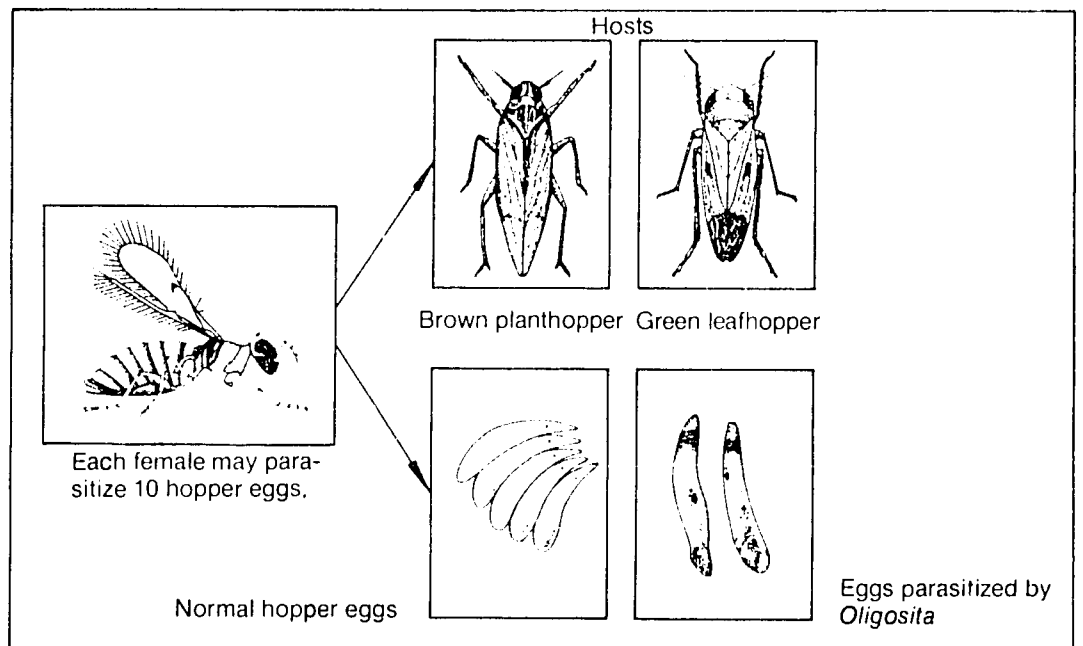 Hosts
Brown planthopper
Green leafhopper
Each female may para-
sitize 10 hopper eggs.
Normal hopper eggs
Eggs parasitized by
Oligosita